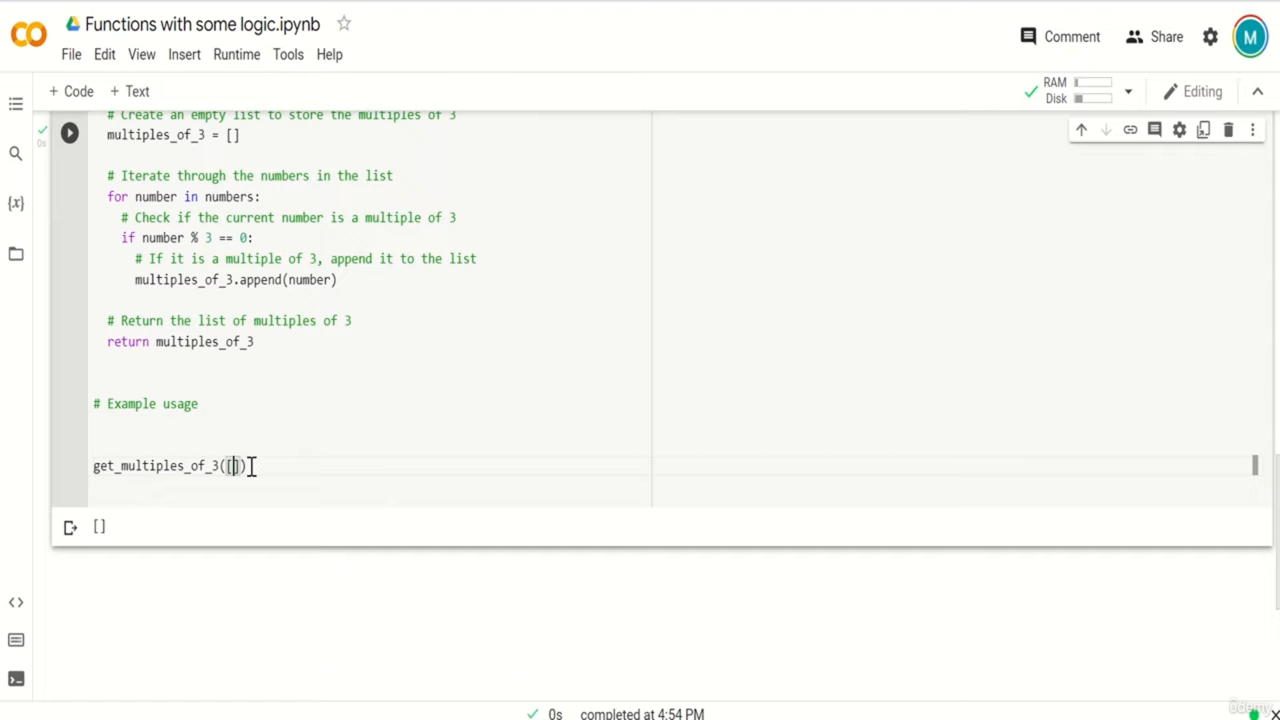 Functions with some logic.ipynb
File Edit View Insert Runtime Tools Help
Comment
Share
M
+ Code + Text
RAM
Disk
Editing
# Create an empty list to store the multiples of 3
0s
multiples_of_3 = []
# Iterate through the numbers in the list
for number in numbers:
# Check if the current number is a multiple of 3
if number % 3 == 0:
# If it is a multiple of 3, append it to the list
multiples_of_3.append(number)
# Return the list of multiples of 3
return multiples_of_3
# Example usage
get_multiples_of_3([])
[]
0s completed at 4:54 PM
udemy